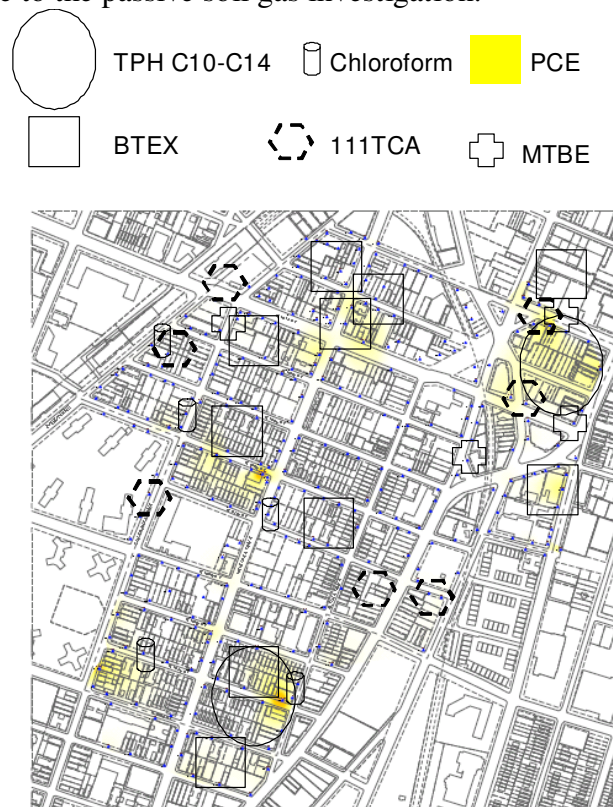 e to the passive soil gas investigation.
TPH C10-C14 Chloroform PCE
BTEX 111TCA MTBE